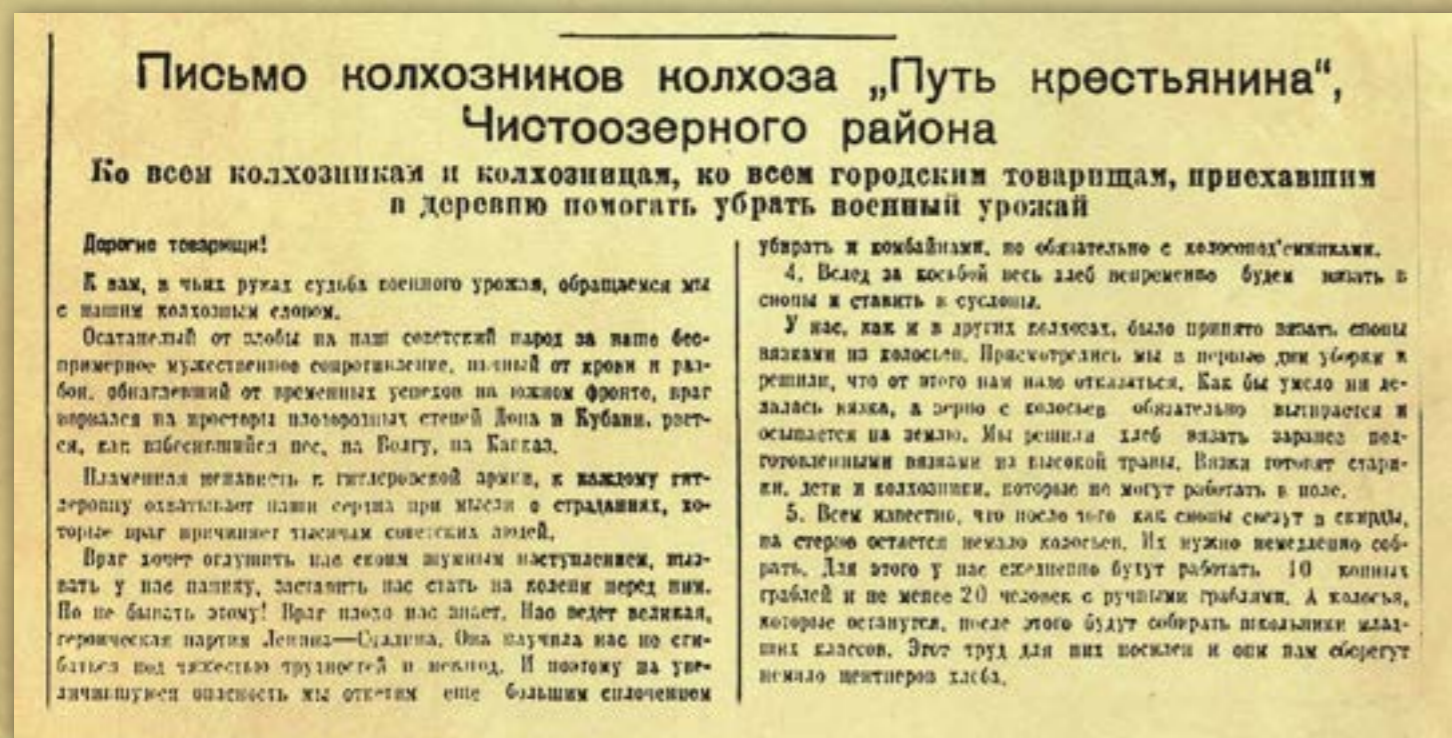 Письмо колхозников колхоза „Путь крестьянина“,
Чистоозерного района
Ко всем колхозникам и колхозницам, ко всем городским товарищам, приехавшим
в деревню помогать убрать военный урожай
Дорогие товарищи!
К вам, в чьих руках судьба военного урожая, обращаемся мы
с нашим колхозным словом.
Осатанелый от злобы на наш советский народ за наше бес-
примерное мужественное сопротивление, пьяный от крови и раз-
боя, обнаглевший от временных успехов на южном фронте, враг
ворвался на просторы плодородных степей Дона и Кубани, рвет-
ся, как взбесившийся пес, на Волгу, на Кавказ.
Пламенная ненависть к гитлеровской армии, к каждому гит-
леровцу охватывает наши сердца при мысли о страданиях, ко-
торые враг причиняет тысячам советских людей.
Враг хочет оглушить нас своим шумным наступлением, выз-
вать у нас панику, заставить нас стать на колени перед ним.
Но не бывать этому! Враг плохо нас знает. Нас ведет великая,
героическая партия Ленина—Сталина. Она научила нас не сги-
баться под тяжестью трудностей и невзгод. И поэтому на уве-
личившуюся опасность мы ответим еще большим сплочением
убирать и комбайнами, но обязательно с колосопод'емниками.
4. Вслед за косьбой весь хлеб непременно будем вязать в
снопы и ставить в суслоны.
У нас, как и в других колхозах, было принято вязать снопы
вязками из колосьев. Присмотрелись мы в первые дни уборки и
решили, что от этого нам надо отказаться. Как бы умело ни де-
лалась вязка, а зерно с колосьев обязательно вытирается и
осыпается на землю. Мы решили хлеб вязать заранее под-
готовленными вязками из высокой травы. Вязки готовят стари-
ки, дети и колхозники, которые не могут работать в поле.
5. Всем известно, что после того как снопы свезут в скирды,
на стерне остается немало колосьев. Их нужно немедленно соб-
рать. Для этого у нас ежедневно будут работать 10 конных
граблей и не менее 20 человек с ручными граблями. А колосья,
которые останутся, после этого будут собирать школьники млад-
ших классов. Этот труд для них посилен и они нам сберегут
немало центнеров хлеба.